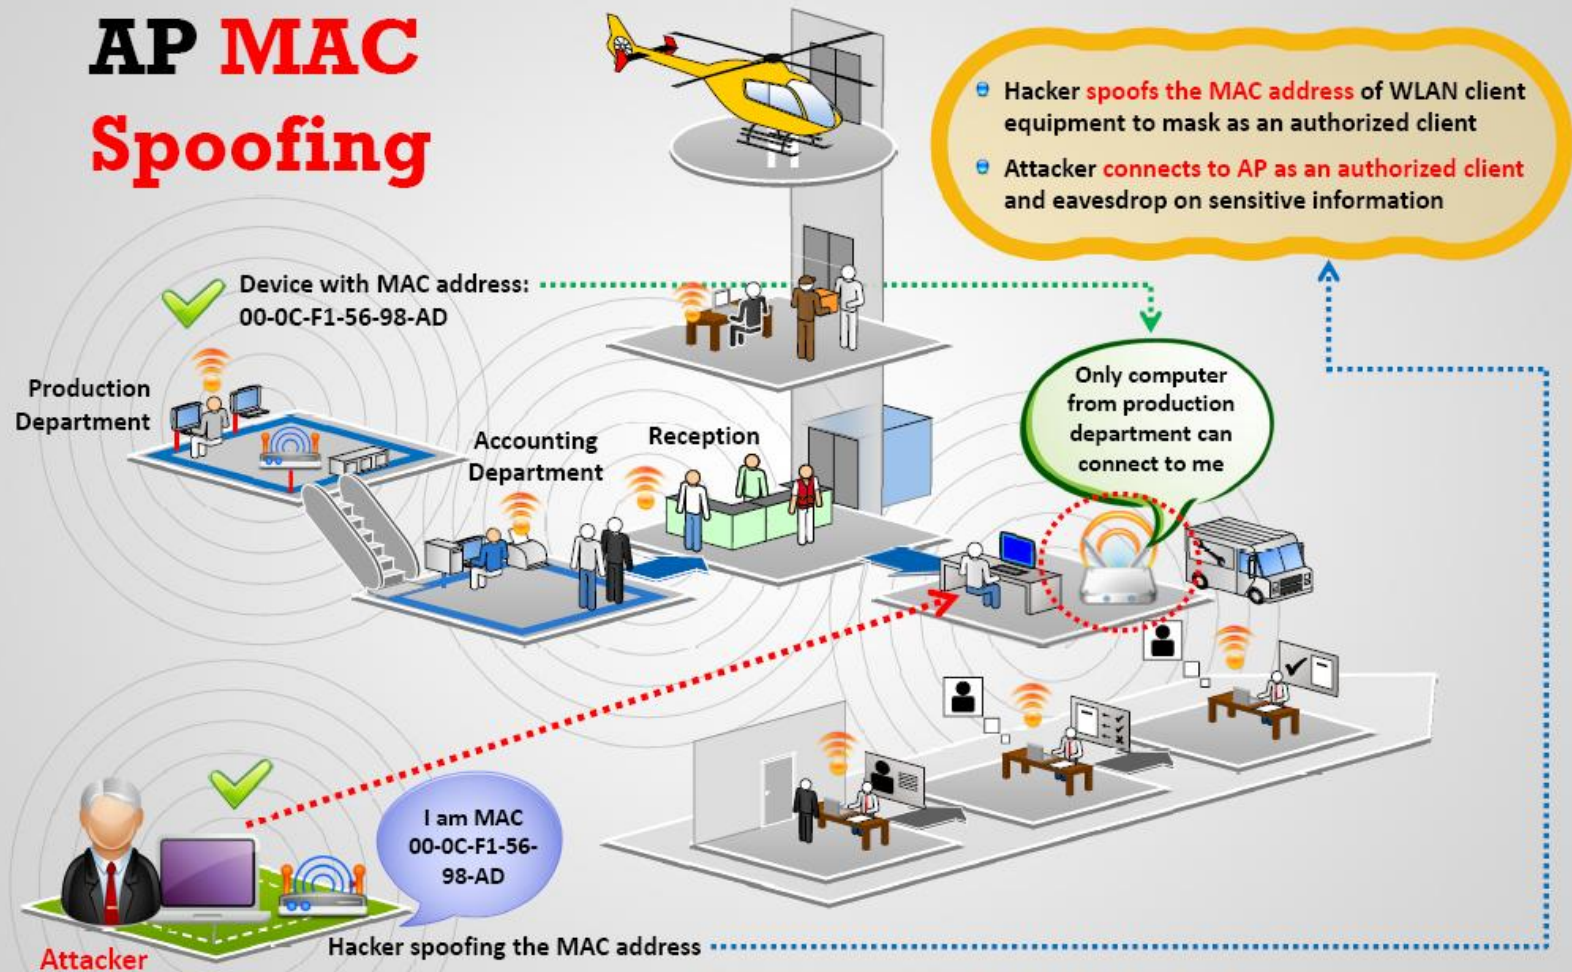 AP MAC
Spoofing
Hacker spoofs the MAC address of WLAN client
equipment to mask as an authorized client
Attacker connects to AP as an authorized client
and eavesdrop on sensitive information
Device with MAC address:
00-0C-F1-56-98-AD
Production
Department
Accounting
Department
Reception
Only computer
from production
department can
connect to me
I am MAC
00-0C-F1-56-
98-AD
Attacker
Hacker spoofing the MAC address